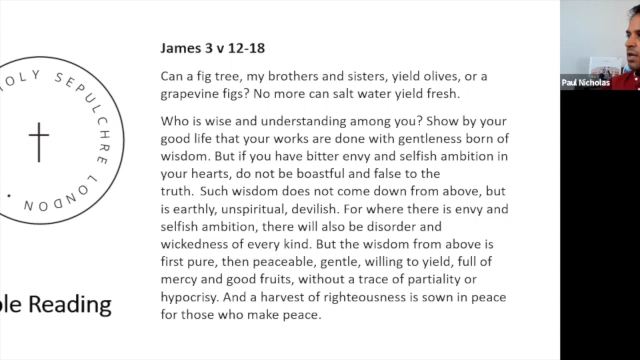 HOLY SEPULCHRE LONDON
ble Reading
James 3 v 12-18
Can a fig tree, my brothers and sisters, yield olives, or a
grapevine figs? No more can salt water yield fresh.
Who is wise and understanding among you? Show by your
good life that your works are done with gentleness born of
wisdom. But if you have bitter envy and selfish ambition in
your hearts, do not be boastful and false to the
truth. Such wisdom does not come down from above, but
is earthly, unspiritual, devilish. For where there is envy and
selfish ambition, there will also be disorder and
wickedness of every kind. But the wisdom from above is
first pure, then peaceable, gentle, willing to yield, full of
mercy and good fruits, without a trace of partiality or
hypocrisy. And a harvest of righteousness is sown in peace
for those who make peace.
Paul Nicholas